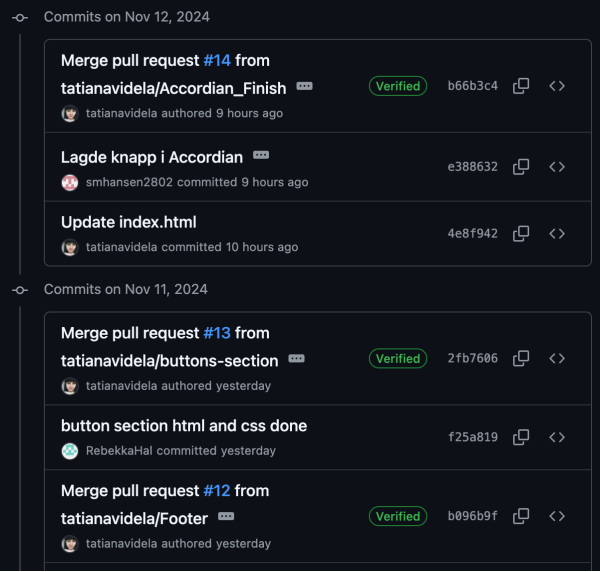 Commits on Nov 12, 2024
Merge pull request #14 from
tatianavidela/Accordian_Finish
Verified
b66b3c4
tatianavidela authored 9 hours ago
Lagde knapp i Accordian
e388632
smhansen2802 committed 9 hours ago
Update index.html
4e8f942
tatianavidela committed 10 hours ago
Commits on Nov 11, 2024
Merge pull request #13 from
tatianavidela/buttons-section
Verified
2fb7606
tatianavidela authored yesterday
button section html and css done
f25a819
RebekkaHal committed yesterday
Merge pull request #12 from
tatianavidela/Footer
Verified
b096b9f
tatianavidela authored yesterday